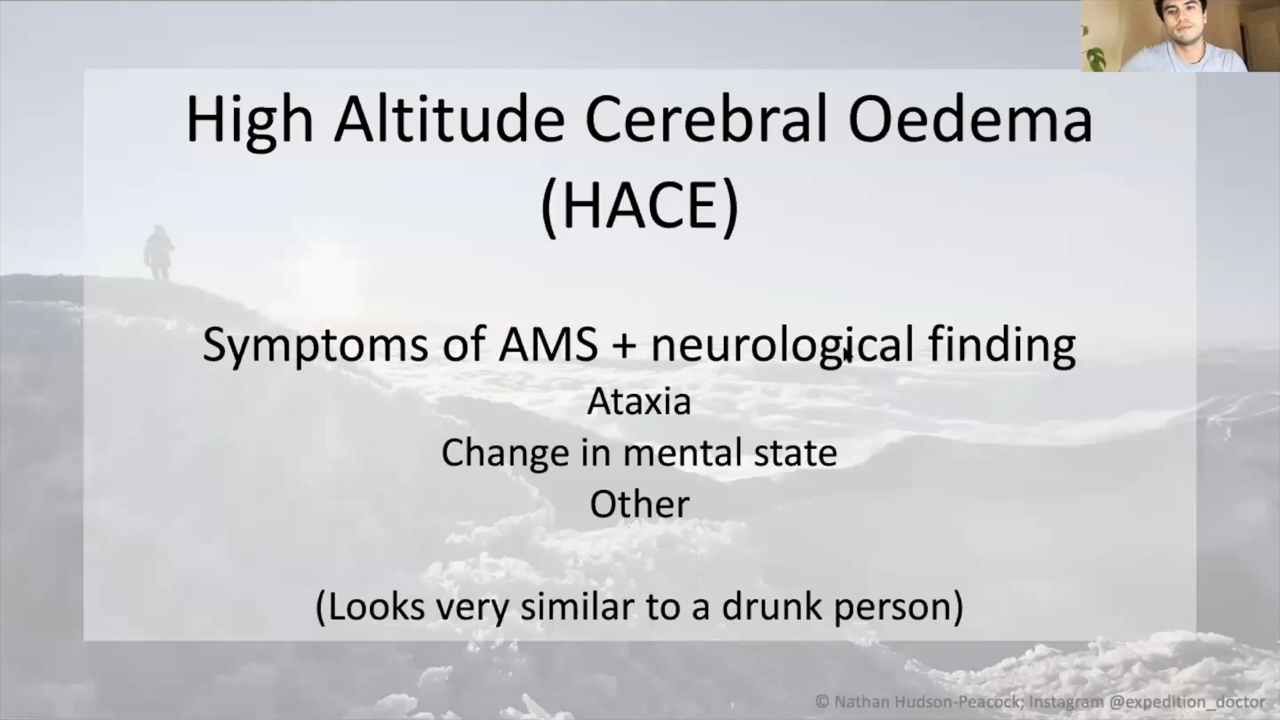 High Altitude Cerebral Oedema
(HACE)
Symptoms of AMS + neurological finding
Ataxia
Change in mental state
Other
(Looks very similar to a drunk person)
© Nathan Hudson-Peacock; Instagram @expedition_doctor